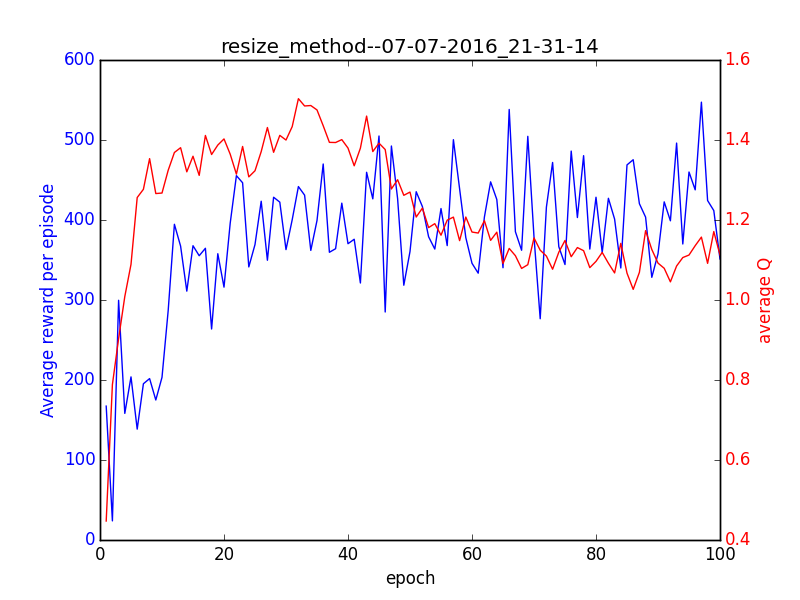 resize_method--07-07-2016_21-31-14
600
500
400
300
200
100
0
Average reward per episode
1.6
1.4
1.2
1.0
0.8
0.6
0.4
average Q
0 20 40 60 80 100
epoch